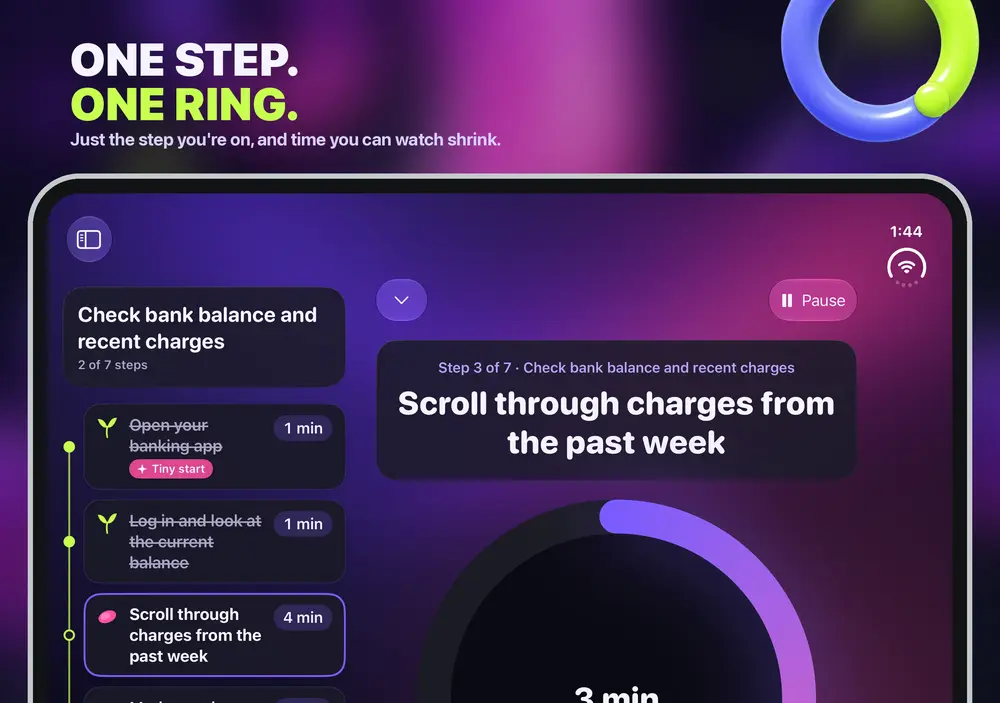 ONE STEP.
ONE RING.
Just the step you're on, and time you can watch shrink.
1:44
Pause
Check bank balance and
recent charges
2 of 7 steps
Step 3 of 7 · Check bank balance and recent charges
Scroll through charges from
the past week
Open your
banking app
1 min
Tiny start
Log in and look at
the current
balance
1 min
Scroll through
charges from the
past week
4 min
3 min